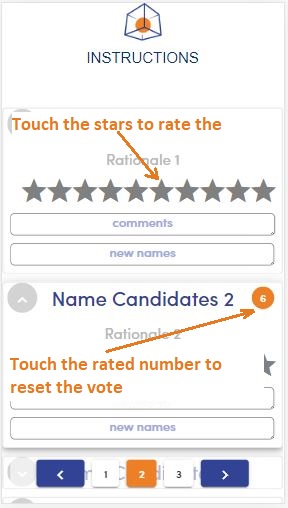 INSTRUCTIONS
Touch the stars to rate the
Rationale 1
comments
new names
Name Candidates 2
6
Rationale 2
Touch the rated number to
reset the vote
new names
< 1 2 3 >